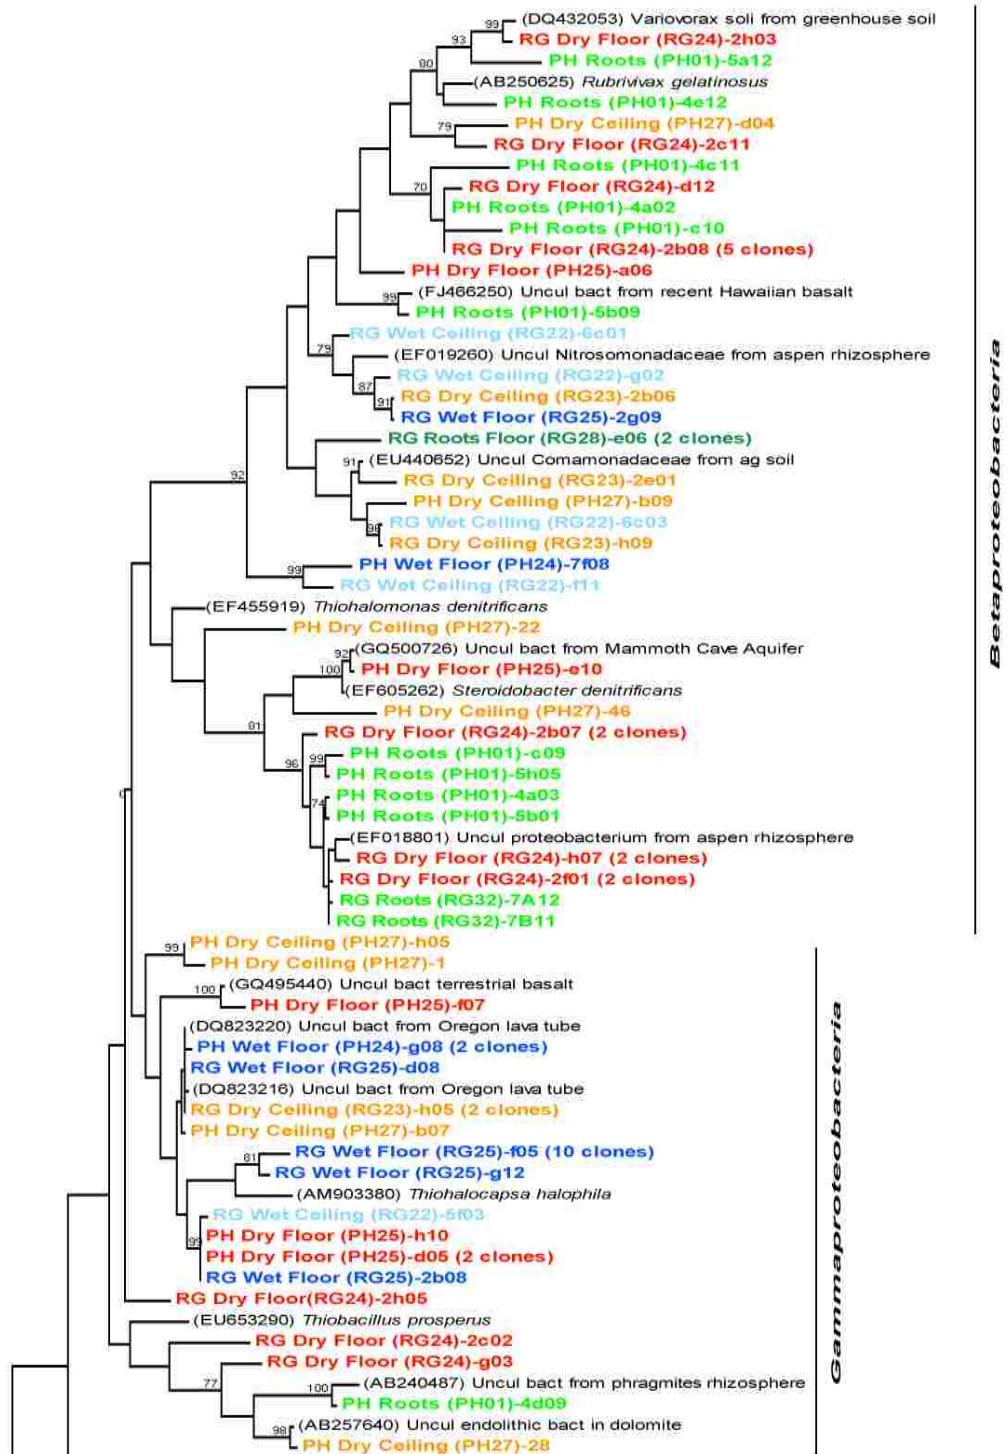 99 (DQ432053) Variovorax soli from greenhouse soil
93 RG Dry Floor (RG24)-2h03
PH Roots (PH01)-5a12
80 (AB250625) Rubrivivax gelatinosus
PH Roots (PH01)-4e12
PH Dry Ceiling (PH27)-d04
79 RG Dry Floor (RG24)-2c11
PH Roots (PH01)-4c11
70 RG Dry Floor (RG24)-d12
PH Roots (PH01)-4a02
PH Roots (PH01)-c10
RG Dry Floor (RG24)-2b08 (5 clones)
PH Dry Floor (PH25)-a06
99 (FJ466250) Uncul bact from recent Hawaiian basalt
PH Roots (PH01)-5b09
RG Wet Ceiling (RG22)-6c01
79 (EF019260) Uncul Nitrosomonadaceae from aspen rhizosphere
RG Wet Ceiling (RG22)-g02
87 RG Dry Ceiling (RG23)-2b06
91 RG Wet Floor (RG25)-2g09
RG Roots Floor (RG28)-e06 (2 clones)
91 (EU440652) Uncul Comamonadaceae from ag soil
RG Dry Ceiling (RG23)-2e01
92 PH Dry Ceiling (PH27)-b09
RG Wet Ceiling (RG22)-6c03
RG Dry Ceiling (RG23)-h09
PH Wet Floor (PH24)-7f08
99 RG Wet Ceiling (RG22)-f11
(EF455919) Thiohalomonas denitrificans
PH Dry Ceiling (PH27)-22
92 (GQ500726) Uncul bact from Mammoth Cave Aquifer
100 PH Dry Floor (PH25)-e10
(EF605262) Steroidobacter denitrificans
PH Dry Ceiling (PH27)-46
81 RG Dry Floor (RG24)-2b07 (2 clones)
PH Roots (PH01)-c09
96 99 PH Roots (PH01)-5h05
PH Roots (PH01)-4a03
74 PH Roots (PH01)-5b01
(EF018801) Uncul proteobacterium from aspen rhizosphere
RG Dry Floor (RG24)-h07 (2 clones)
RG Dry Floor (RG24)-2f01 (2 clones)
RG Roots (RG32)-7A12
RG Roots (RG32)-7B11
Betaproteobacteria
PH Dry Ceiling (PH27)-h05
99 PH Dry Ceiling (PH27)-1
(GQ495440) Uncul bact terrestrial basalt
100 PH Dry Floor (PH25)-f07
(DQ823220) Uncul bact from Oregon lava tube
PH Wet Floor (PH24)-g08 (2 clones)
RG Wet Floor (RG25)-d08
(DQ823216) Uncul bact from Oregon lava tube
RG Dry Ceiling (RG23)-h05 (2 clones)
PH Dry Ceiling (PH27)-b07
RG Wet Floor (RG25)-f05 (10 clones)
81 RG Wet Floor (RG25)-g12
(AM903380) Thiohalocapsa halophila
RG Wet Ceiling (RG22)-5f03
PH Dry Floor (PH25)-h10
99 PH Dry Floor (PH25)-d05 (2 clones)
RG Wet Floor (RG25)-2b08
RG Dry Floor(RG24)-2h05
(EU653290) Thiobacillus prosperus
RG Dry Floor (RG24)-2c02
RG Dry Floor (RG24)-g03
77 (AB240487) Uncul bact from phragmites rhizosphere
100 PH Roots (PH01)-4d09
(AB257640) Uncul endolithic bact in dolomite
98 PH Dry Ceiling (PH27)-28
Gammaproteobacteria